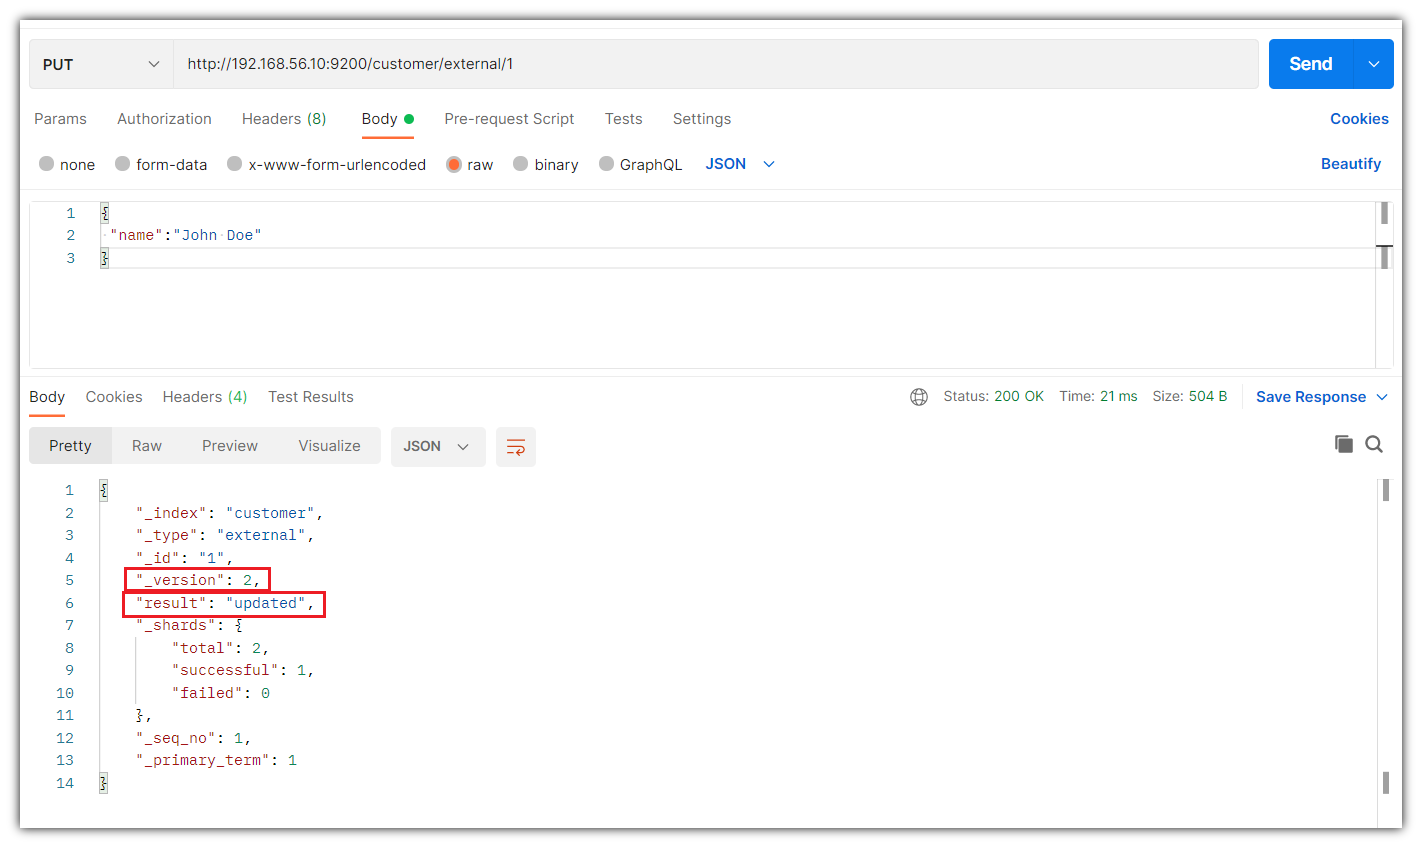 PUT http://192.168.56.10:9200/customer/external/1 Send
Params Authorization Headers (8) Body Pre-request Script Tests Settings Cookies
none form-data x-www-form-urlencoded raw binary GraphQL JSON Beautify
1 {
2 "name":"John Doe"
3 }
Body Cookies Headers (4) Test Results Status: 200 OK Time: 21 ms Size: 504 B Save Response
Pretty Raw Preview Visualize JSON
1 {
2 "_index": "customer",
3 "_type": "external",
4 "_id": "1",
5 "_version": 2,
6 "result": "updated",
7 "_shards": {
8 "total": 2,
9 "successful": 1,
10 "failed": 0
11 },
12 "_seq_no": 1,
13 "_primary_term": 1
14 }